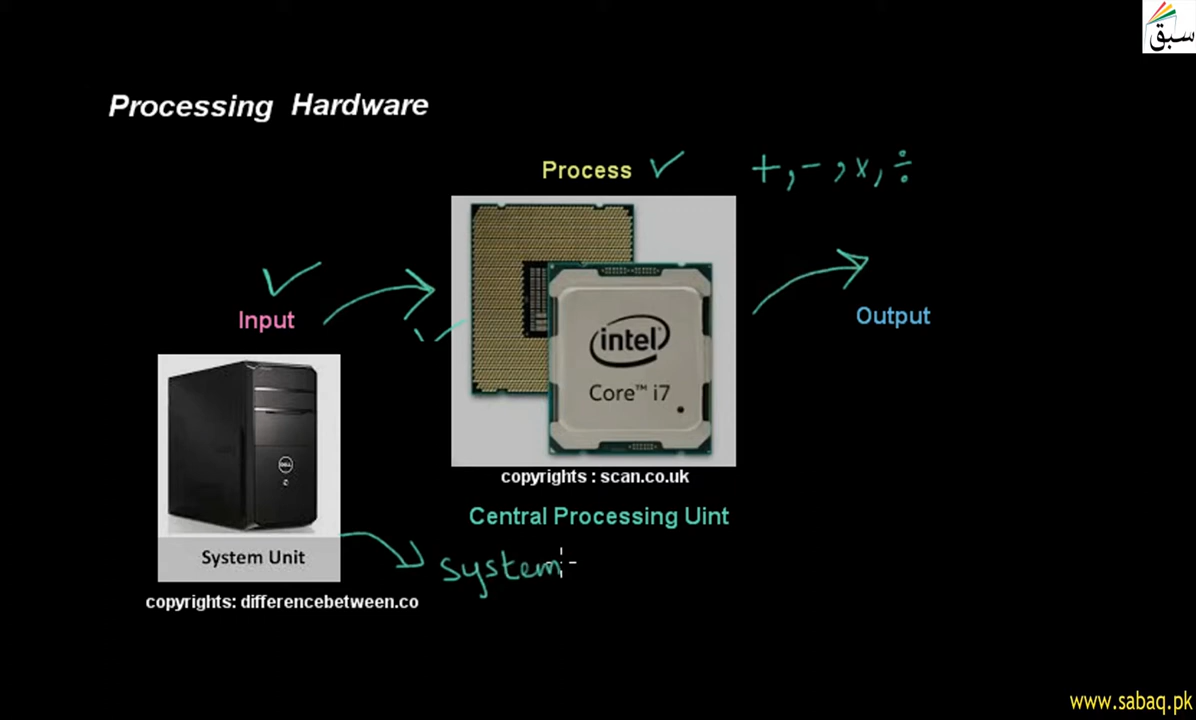 سبق
Processing Hardware
Process ✓ +, -, x, ÷
✓
Input
Output
intel
Core™ i7
DELL
copyrights : scan.co.uk
Central Processing Uint
System Unit
system
copyrights: differencebetween.co
www.sabaq.pk